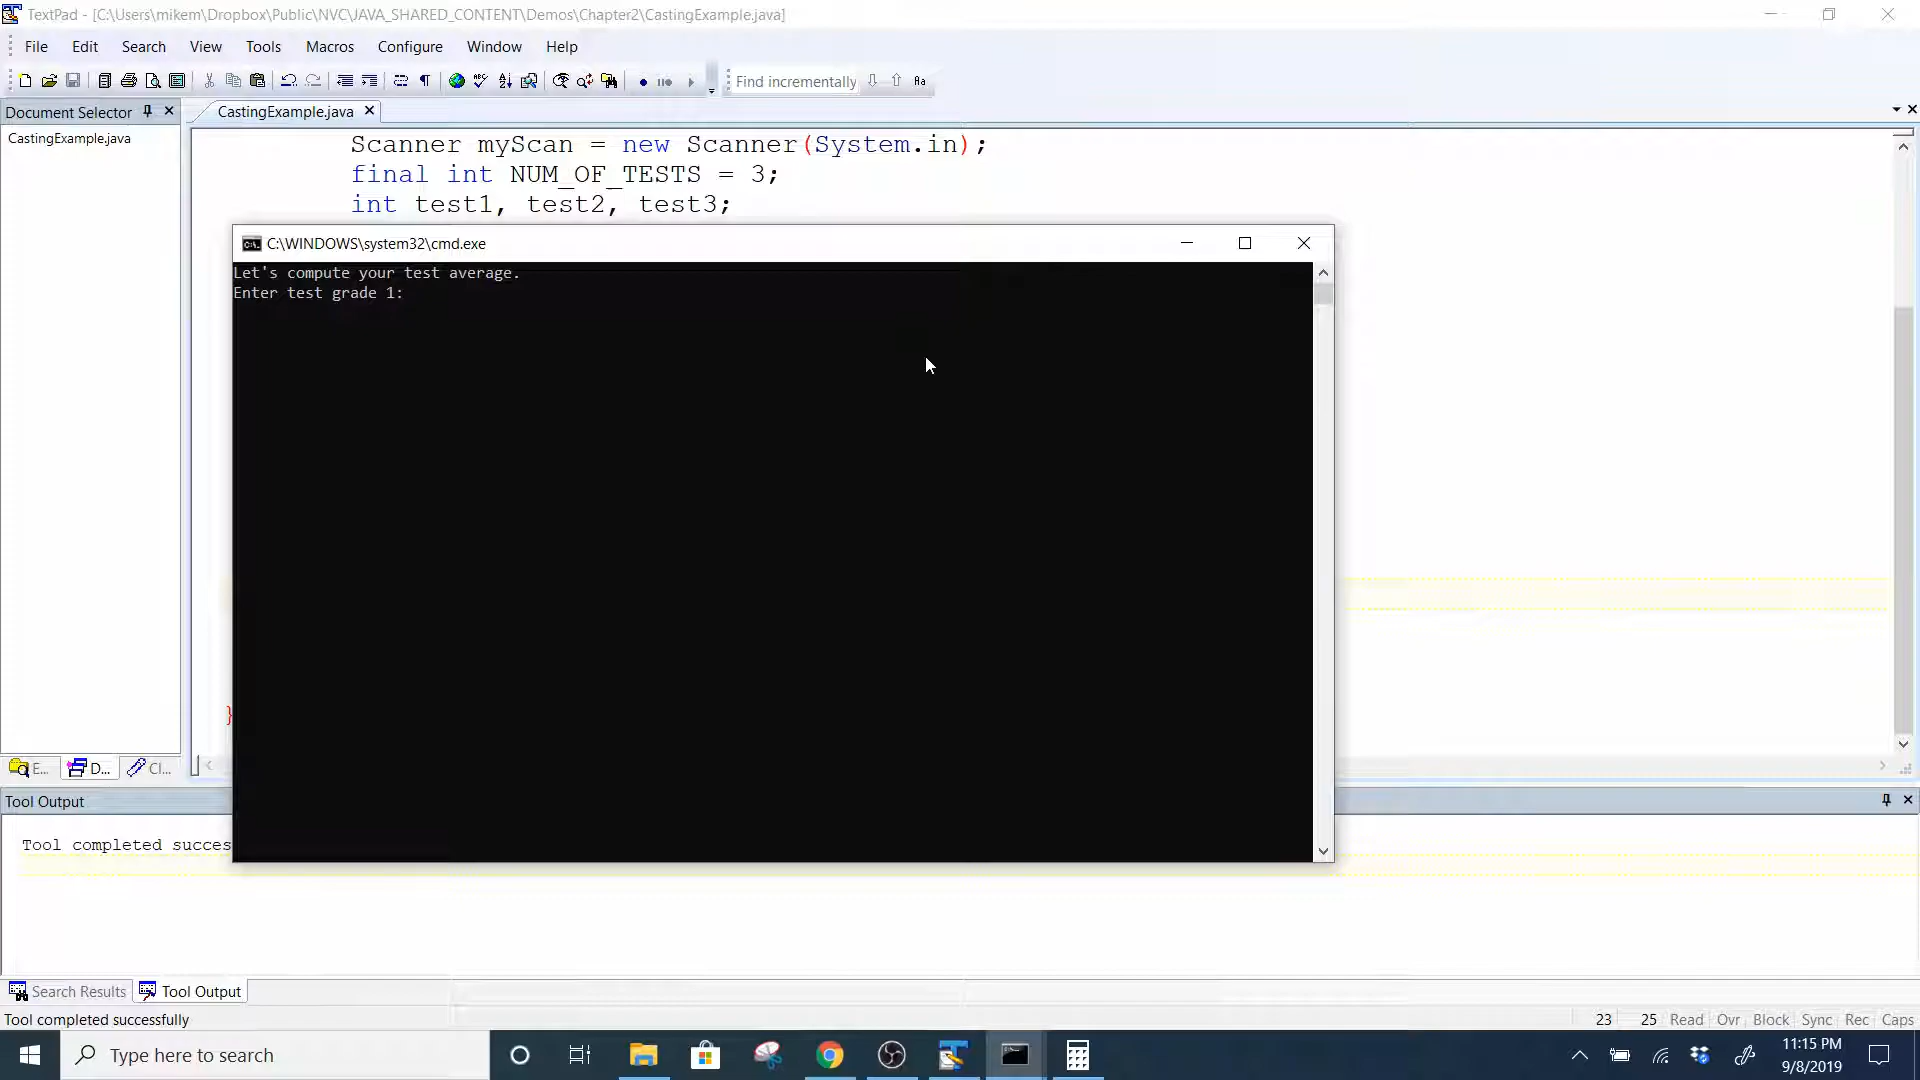 TextPad - [C:\Users\mikem\Dropbox\Public\NVC\JAVA_SHARED_CONTENT\Demos\Chapter2\CastingExample.java]
File Edit Search View Tools Macros Configure Window Help
Find incrementally
Document Selector
CastingExample.java
CastingExample.java
Scanner myScan = new Scanner(System.in);
final int NUM_OF_TESTS = 3;
int test1, test2, test3;
C:\WINDOWS\system32\cmd.exe
Let's compute your test average.
Enter test grade 1:
}
E... D... Cl...
Tool Output
Tool completed succes
Search Results Tool Output
Tool completed successfully
23 25 Read Ovr Block Sync Rec Caps
Type here to search
11:15 PM
9/8/2019